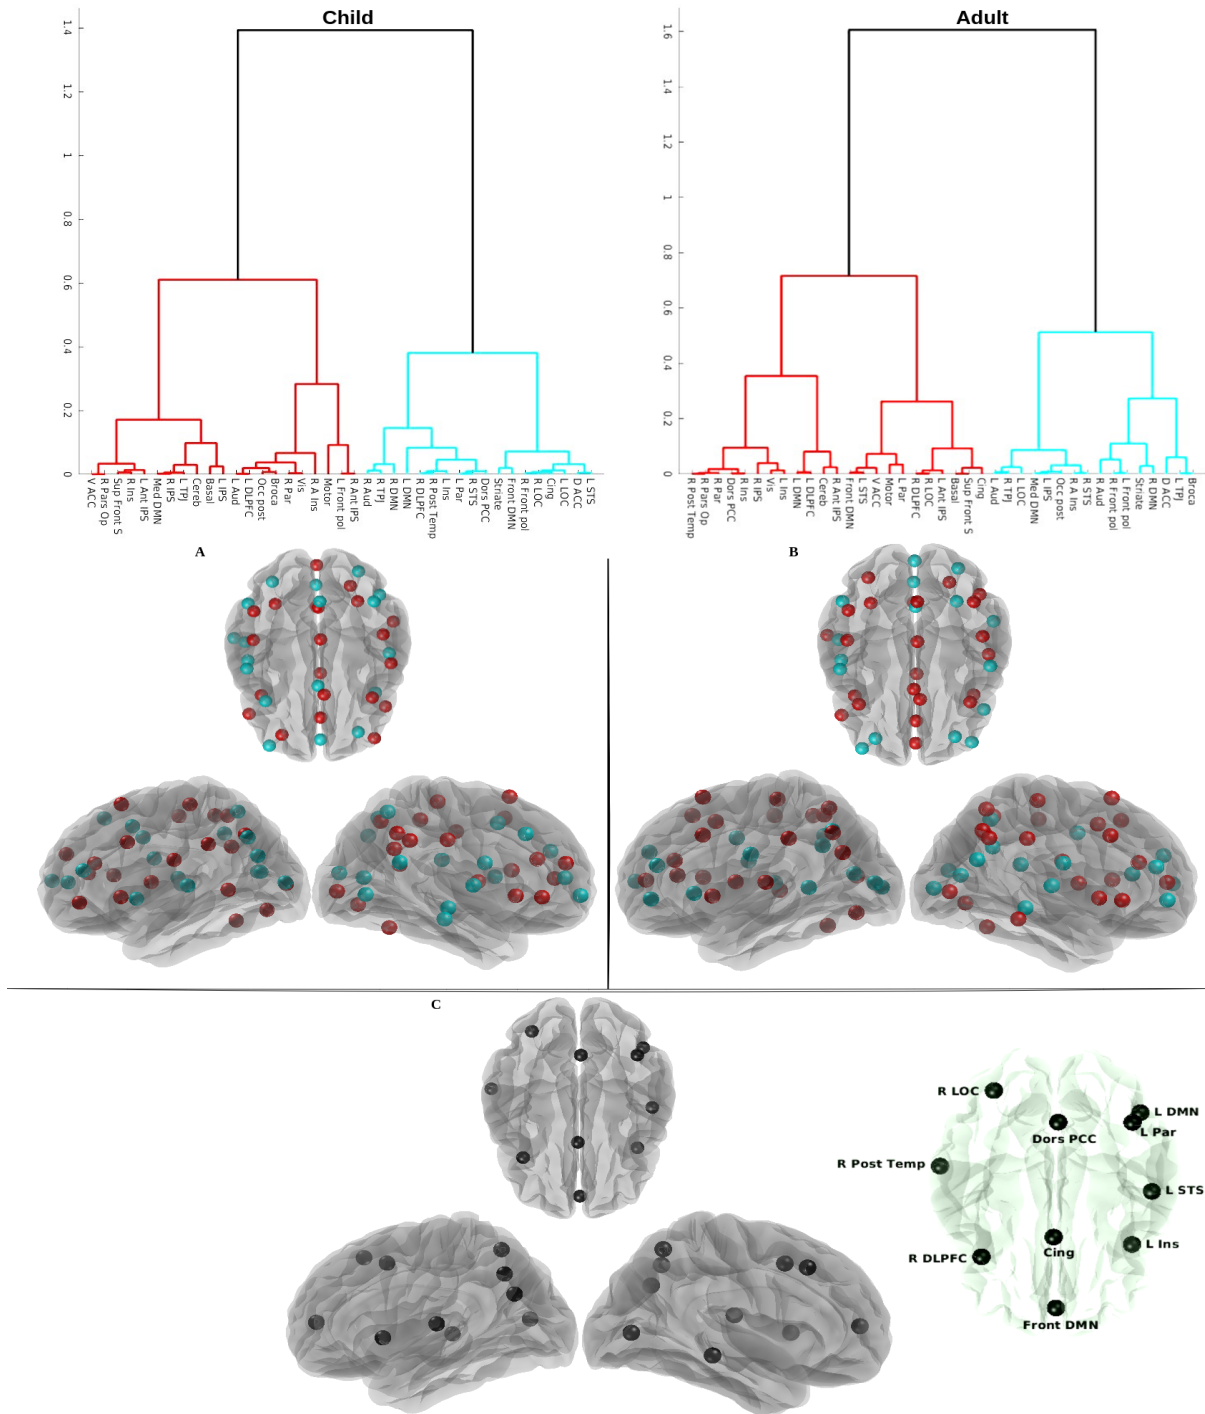 Child
Adult
1.4
1.2
1
0.8
0.6
0.4
0.2
0
1.6
1.4
1.2
1
0.8
0.6
0.4
0.2
0
V ACC
R Pars Op
Sup Front S
R Ins
L Ant IPS
Med DMN
R IPS
L TPJ
Cereb
Basal
L IPS
L Aud
L DLPFC
Occ post
Broca
R Par
Vis
R A Ins
Motor
L Front pol
R Ant IPS
R Aud
R TPJ
R DMN
L DMN
R DLPFC
R Post Temp
L Ins
L Par
R STS
Dors PCC
Striate
Front DMN
R Front pol
R LOC
Cing
L LOC
D ACC
L STS
R Post Temp
R Pars Op
R Par
Dors PCC
R Ins
R IPS
Vis
L Ins
L DMN
L DLPFC
Cereb
R Ant IPS
Front DMN
L STS
V ACC
Motor
L Par
R DLPFC
R LOC
L Ant IPS
Basal
Sup Front S
Cing
L Aud
R TPJ
L LOC
Med DMN
L IPS
Occ post
R A Ins
R STS
R Aud
R Front pol
L Front pol
Striate
R DMN
D ACC
L TPJ
Broca
A
B
C
R LOC
L DMN
L Par
Dors PCC
R Post Temp
L STS
L Ins
Cing
R DLPFC
Front DMN